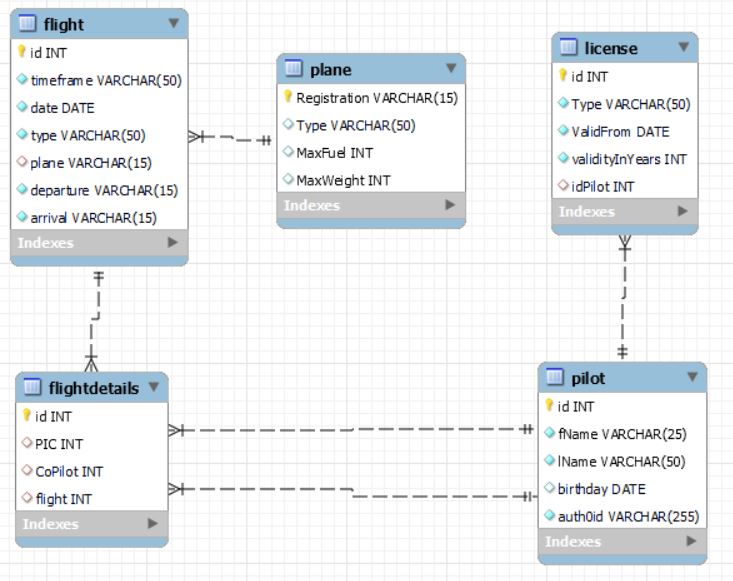 flight
id INT
timeframe VARCHAR(50)
date DATE
type VARCHAR(50)
plane VARCHAR(15)
departure VARCHAR(15)
arrival VARCHAR(15)
Indexes
plane
Registration VARCHAR(15)
Type VARCHAR(50)
MaxFuel INT
MaxWeight INT
Indexes
license
id INT
Type VARCHAR(50)
ValidFrom DATE
validityInYears INT
idPilot INT
Indexes
flightdetails
id INT
PIC INT
CoPilot INT
flight INT
Indexes
pilot
id INT
fName VARCHAR(25)
lName VARCHAR(50)
birthday DATE
auth0id VARCHAR(255)
Indexes